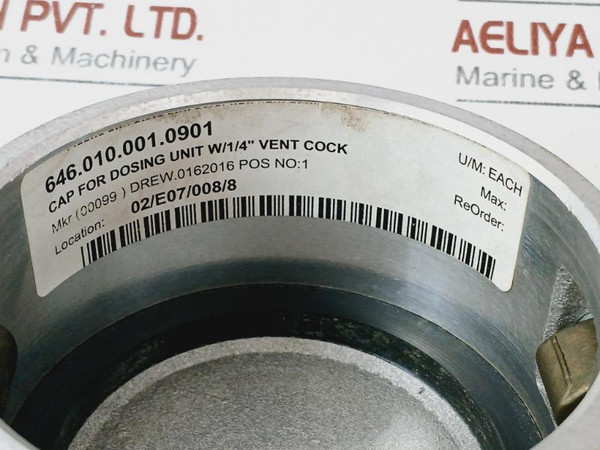 PVT. LTD.
& Machinery
AELIYA
Marine &
646.010.001.0901
CAP FOR DOSING UNIT W/1/4" VENT COCK
Mkr (00099 ) DREW.0162016 POS NO:1
Location: 02/E07/008/8
U/M: EACH
Max:
ReOrder: